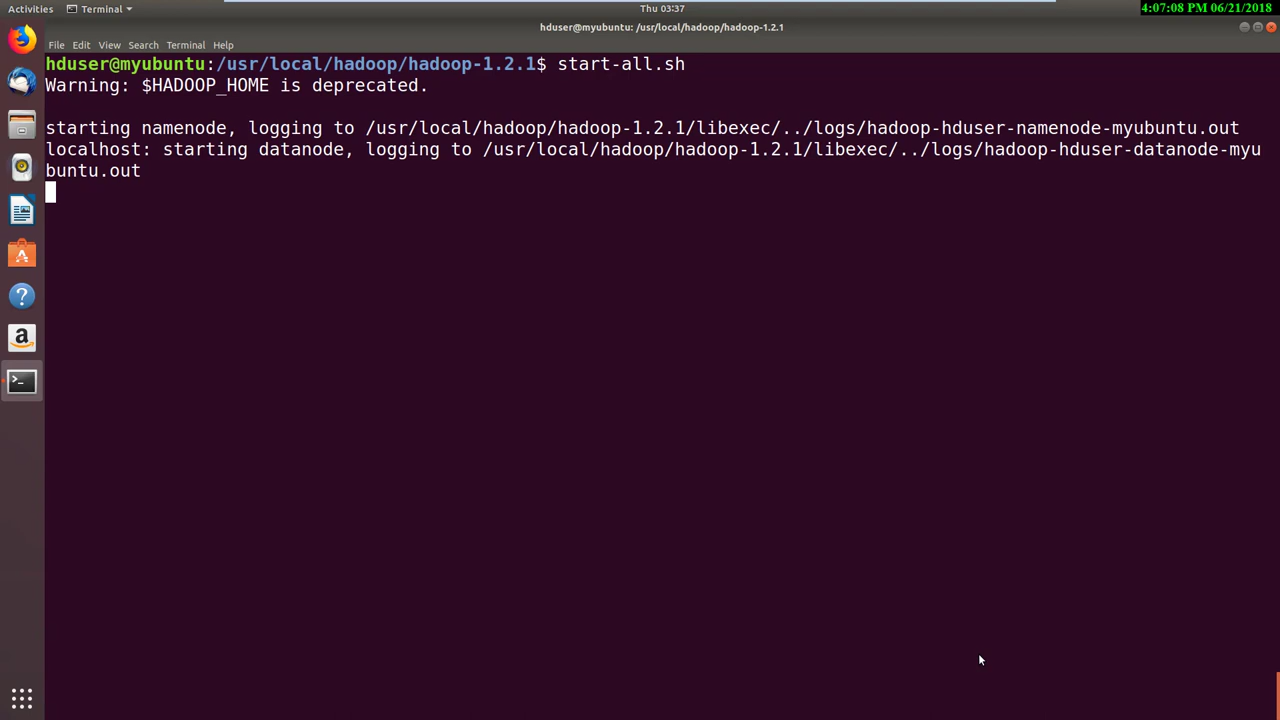 Activities Terminal Thu 03:37 4:07:08 PM 06/21/2018
hduser@myubuntu: /usr/local/hadoop/hadoop-1.2.1
File Edit View Search Terminal Help
hduser@myubuntu:/usr/local/hadoop/hadoop-1.2.1$ start-all.sh
Warning: $HADOOP_HOME is deprecated.
starting namenode, logging to /usr/local/hadoop/hadoop-1.2.1/libexec/../logs/hadoop-hduser-namenode-myubuntu.out
localhost: starting datanode, logging to /usr/local/hadoop/hadoop-1.2.1/libexec/../logs/hadoop-hduser-datanode-myu
buntu.out